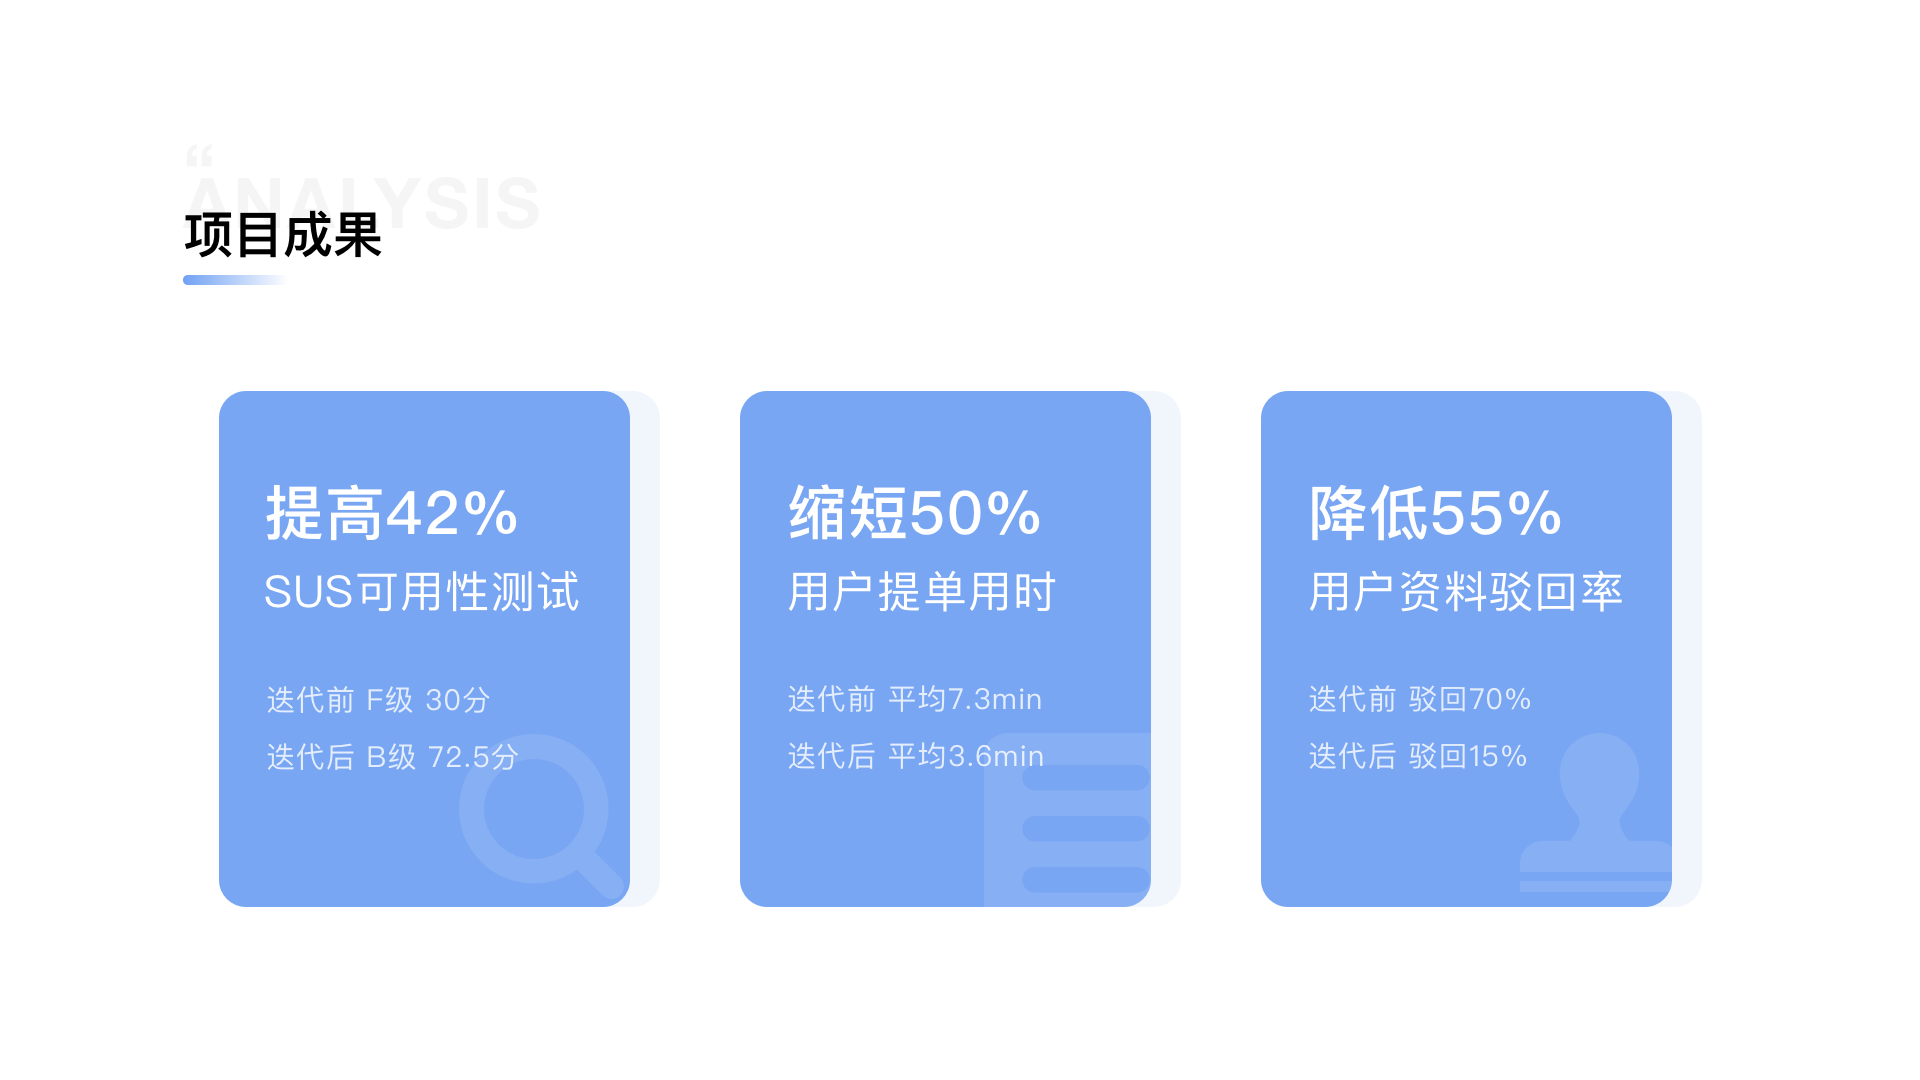 “
ANALYSIS
项目成果
提高42%
SUS可用性测试
迭代前 F级 30分
迭代后 B级 72.5分
缩短50%
用户提单用时
迭代前 平均7.3min
迭代后 平均3.6min
降低55%
用户资料驳回率
迭代前 驳回70%
迭代后 驳回15%